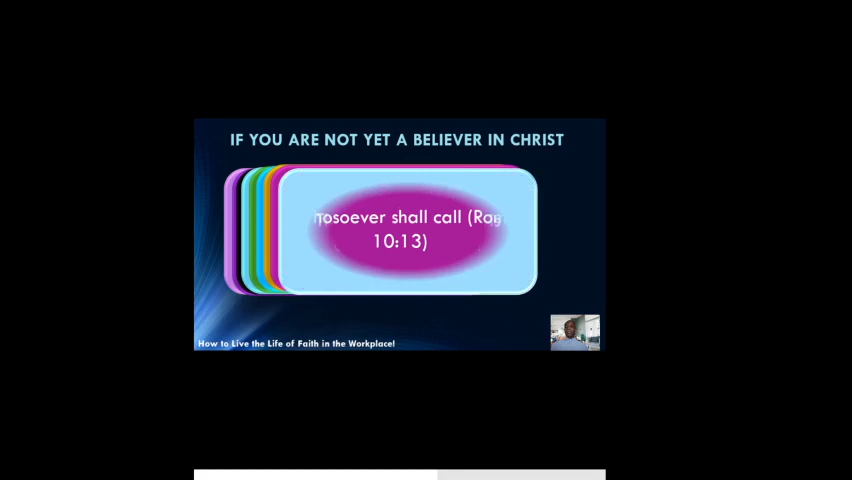 IF YOU ARE NOT YET A BELIEVER IN CHRIST
shall call
10:13)
How to Live the Life of Faith in the Workplace!